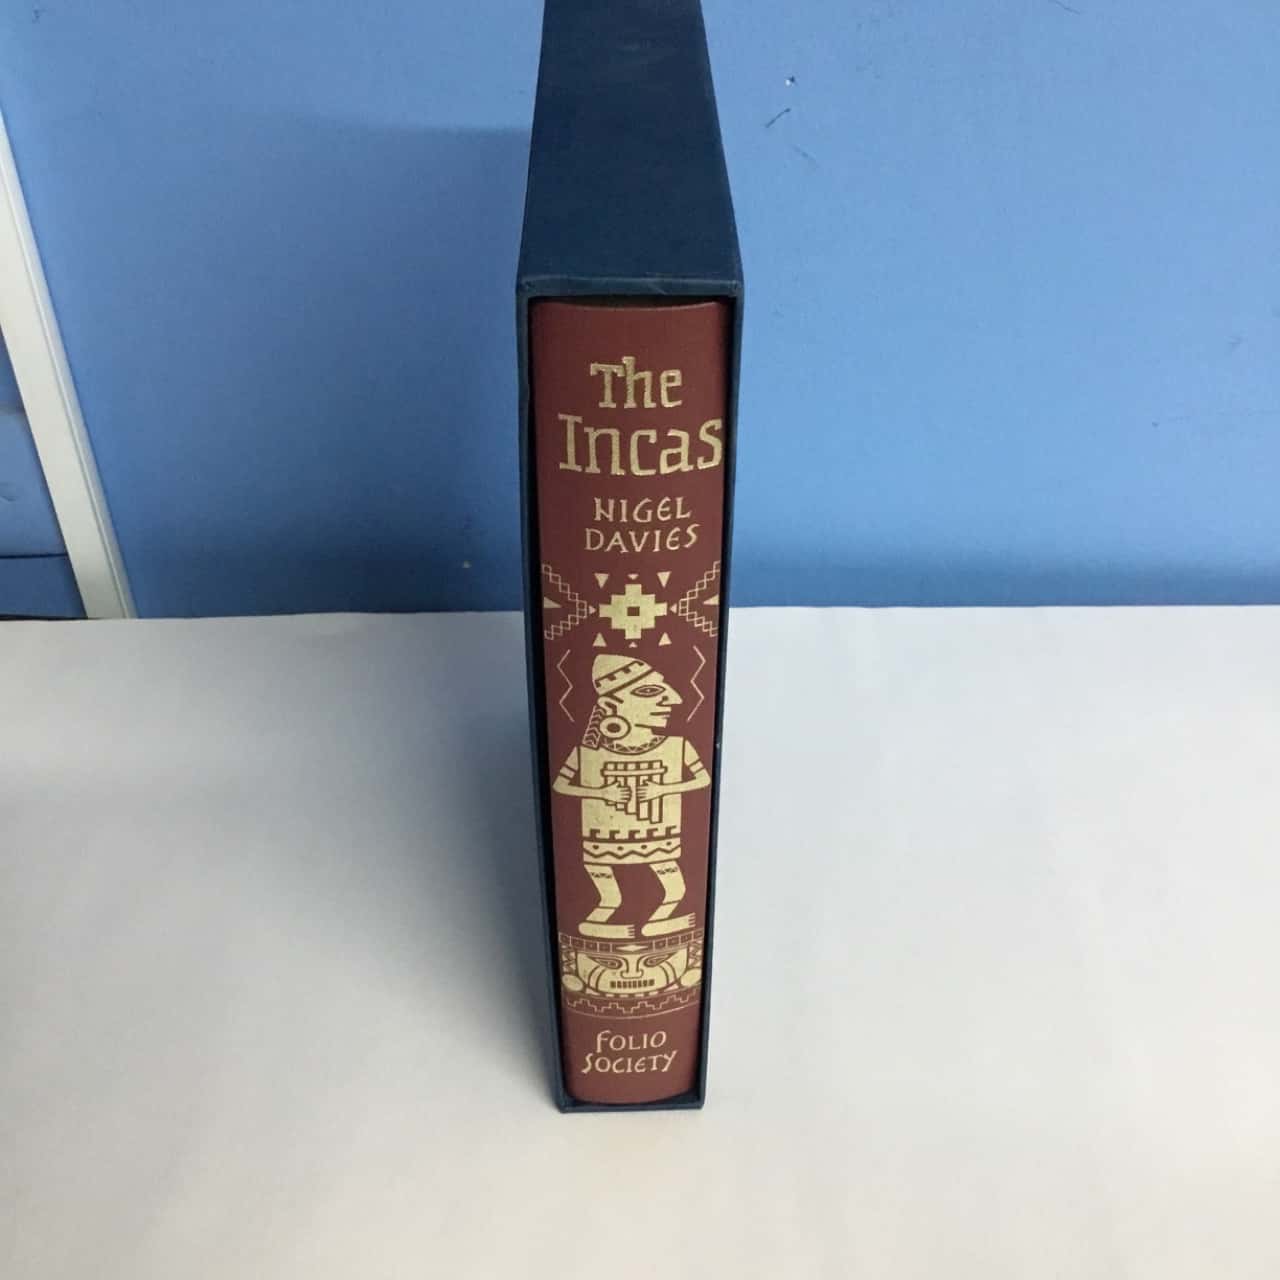 The
Incas
NIGEL
DAVIES
FOLIO
SOCIETY